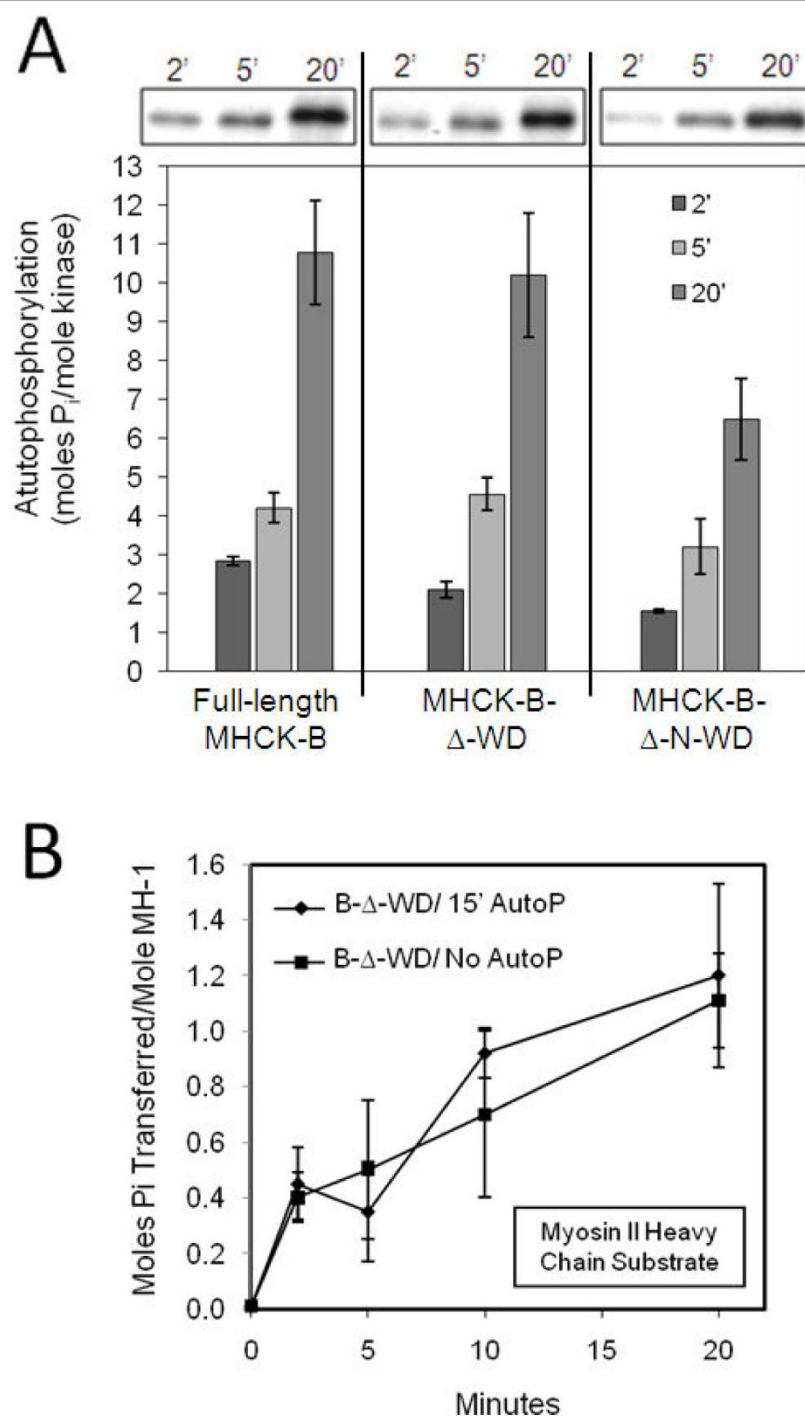 A
2' 5' 20' 2' 5' 20' 2' 5' 20'
Atutophosphorylation
(moles Pi/mole kinase)
13
12
11
10
9
8
7
6
5
4
3
2
1
0
2'
5'
20'
Full-length
MHCK-B
MHCK-B-
Δ-WD
MHCK-B-
Δ-N-WD
B
Moles Pi Transferred/Mole MH-1
1.6
1.4
1.2
1.0
0.8
0.6
0.4
0.2
0.0
B-Δ-WD/ 15' AutoP
B-Δ-WD/ No AutoP
Myosin II Heavy
Chain Substrate
0 5 10 15 20
Minutes